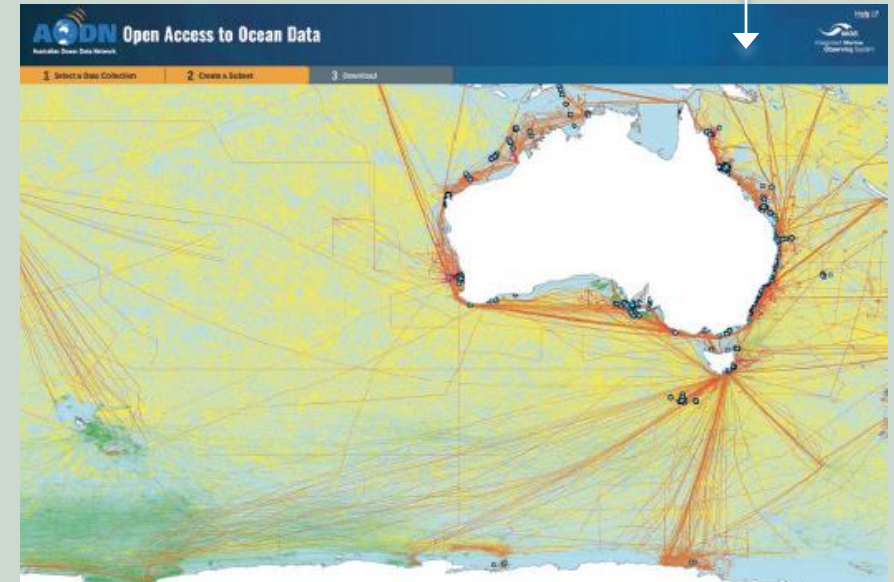 Help
AODN Open Access to Ocean Data
Australian Ocean Data Network
IMOS
Integrated Marine
Observing System
1 Select a Data Collection
2 Create a Subset
3 Download